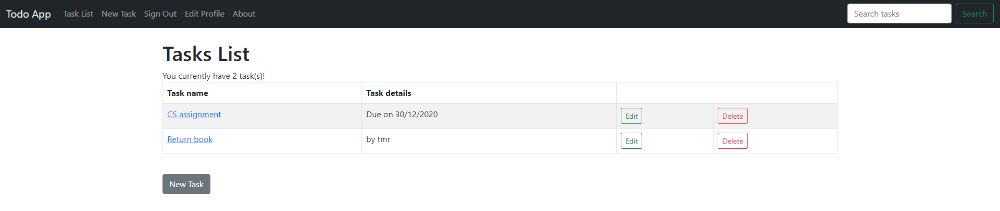 Todo App Task List New Task Sign Out Edit Profile About Search tasks Search
Tasks List
You currently have 2 task(s)!
Task name Task details
CS assignment Due on 30/12/2020 Edit Delete
Return book by tmr Edit Delete
New Task